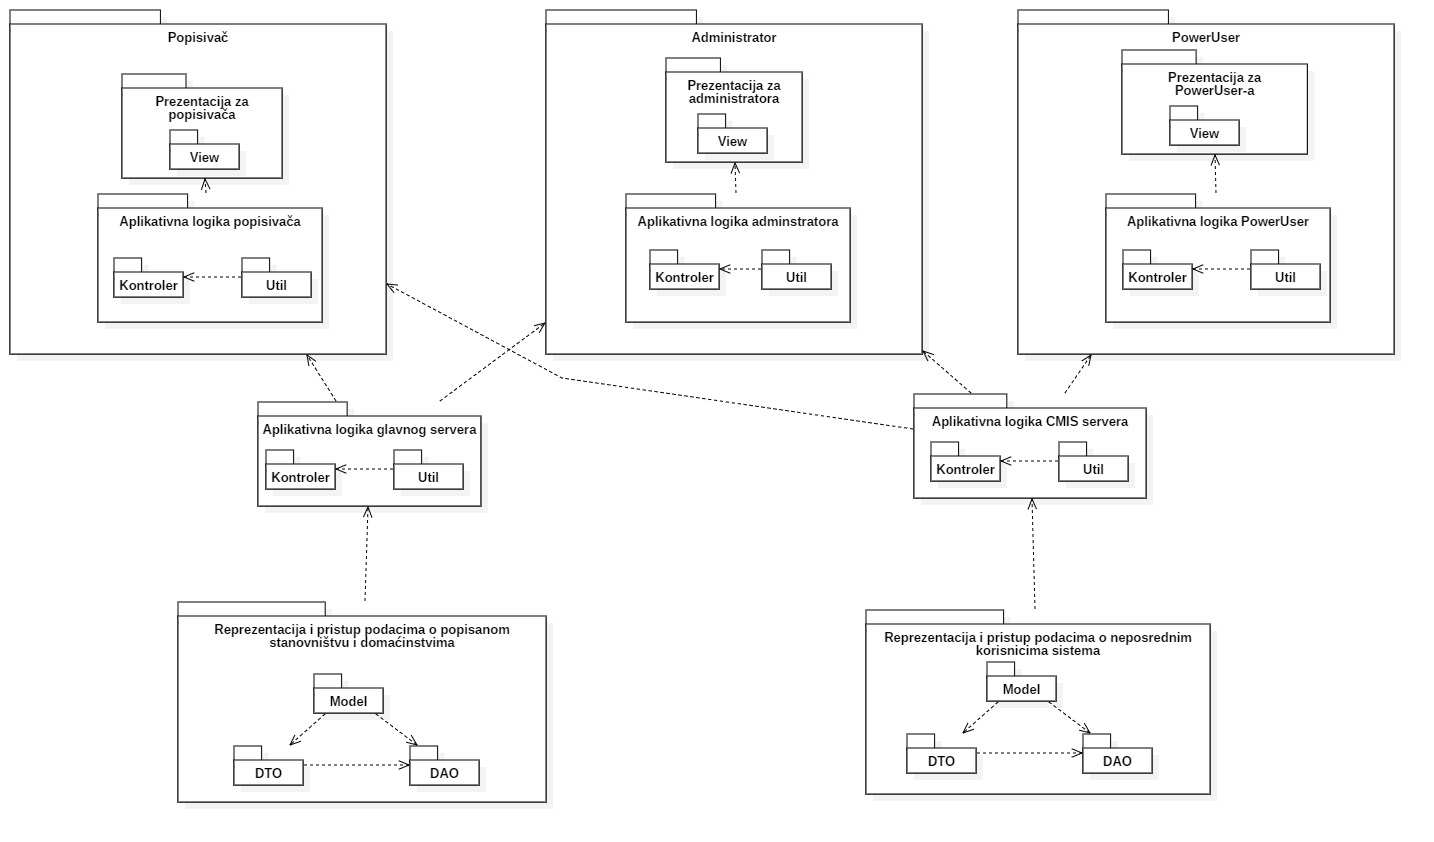 Popisivač
Prezentacija za
popisivača
View
Aplikativna logika popisivača
Kontroler
Util
Administrator
Prezentacija za
administratora
View
Aplikativna logika adminstratora
Kontroler
Util
PowerUser
Prezentacija za
PowerUser-a
View
Aplikativna logika PowerUser
Kontroler
Util
Aplikativna logika glavnog servera
Kontroler
Util
Aplikativna logika CMIS servera
Kontroler
Util
Reprezentacija i pristup podacima o popisanom
stanovništvu i domaćinstvima
Model
DTO
DAO
Reprezentacija i pristup podacima o neposrednim
korisnicima sistema
Model
DTO
DAO